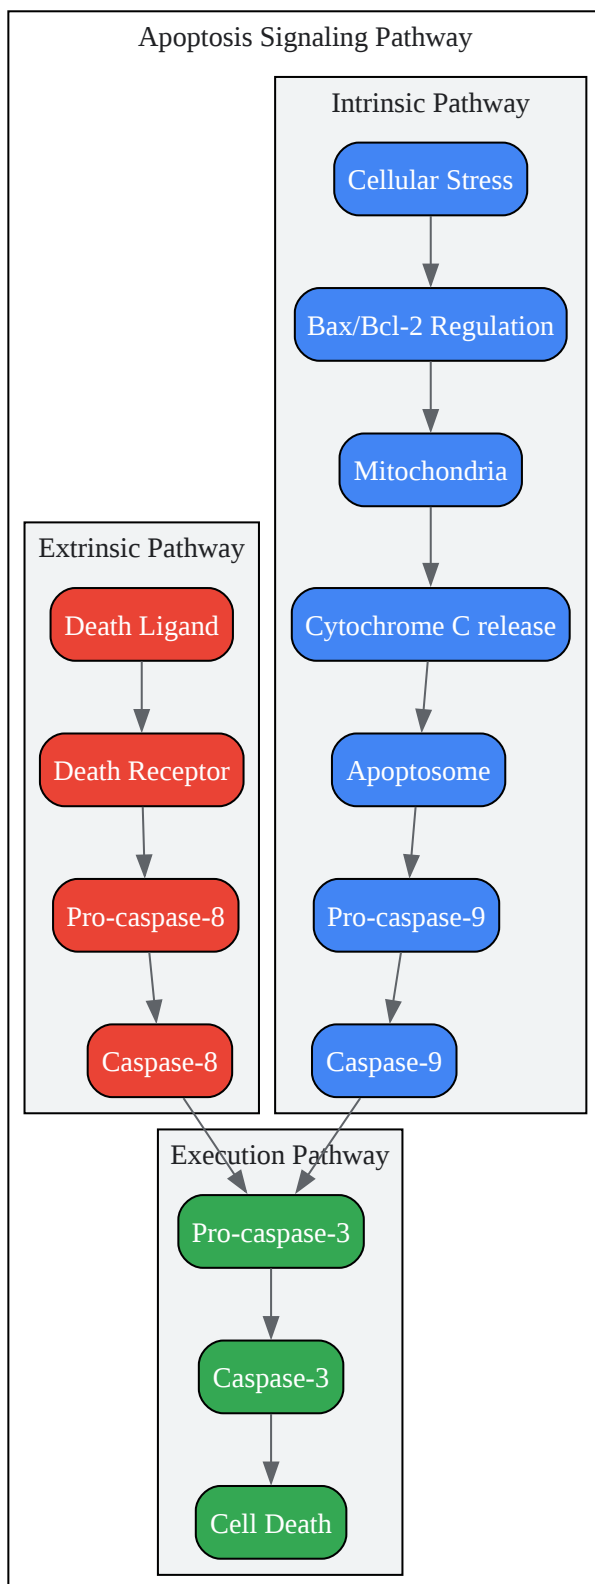 Apoptosis Signaling Pathway
Intrinsic Pathway
Cellular Stress
Bax/Bcl-2 Regulation
Mitochondria
Cytochrome C release
Apoptosome
Pro-caspase-9
Caspase-9
Extrinsic Pathway
Death Ligand
Death Receptor
Pro-caspase-8
Caspase-8
Execution Pathway
Pro-caspase-3
Caspase-3
Cell Death